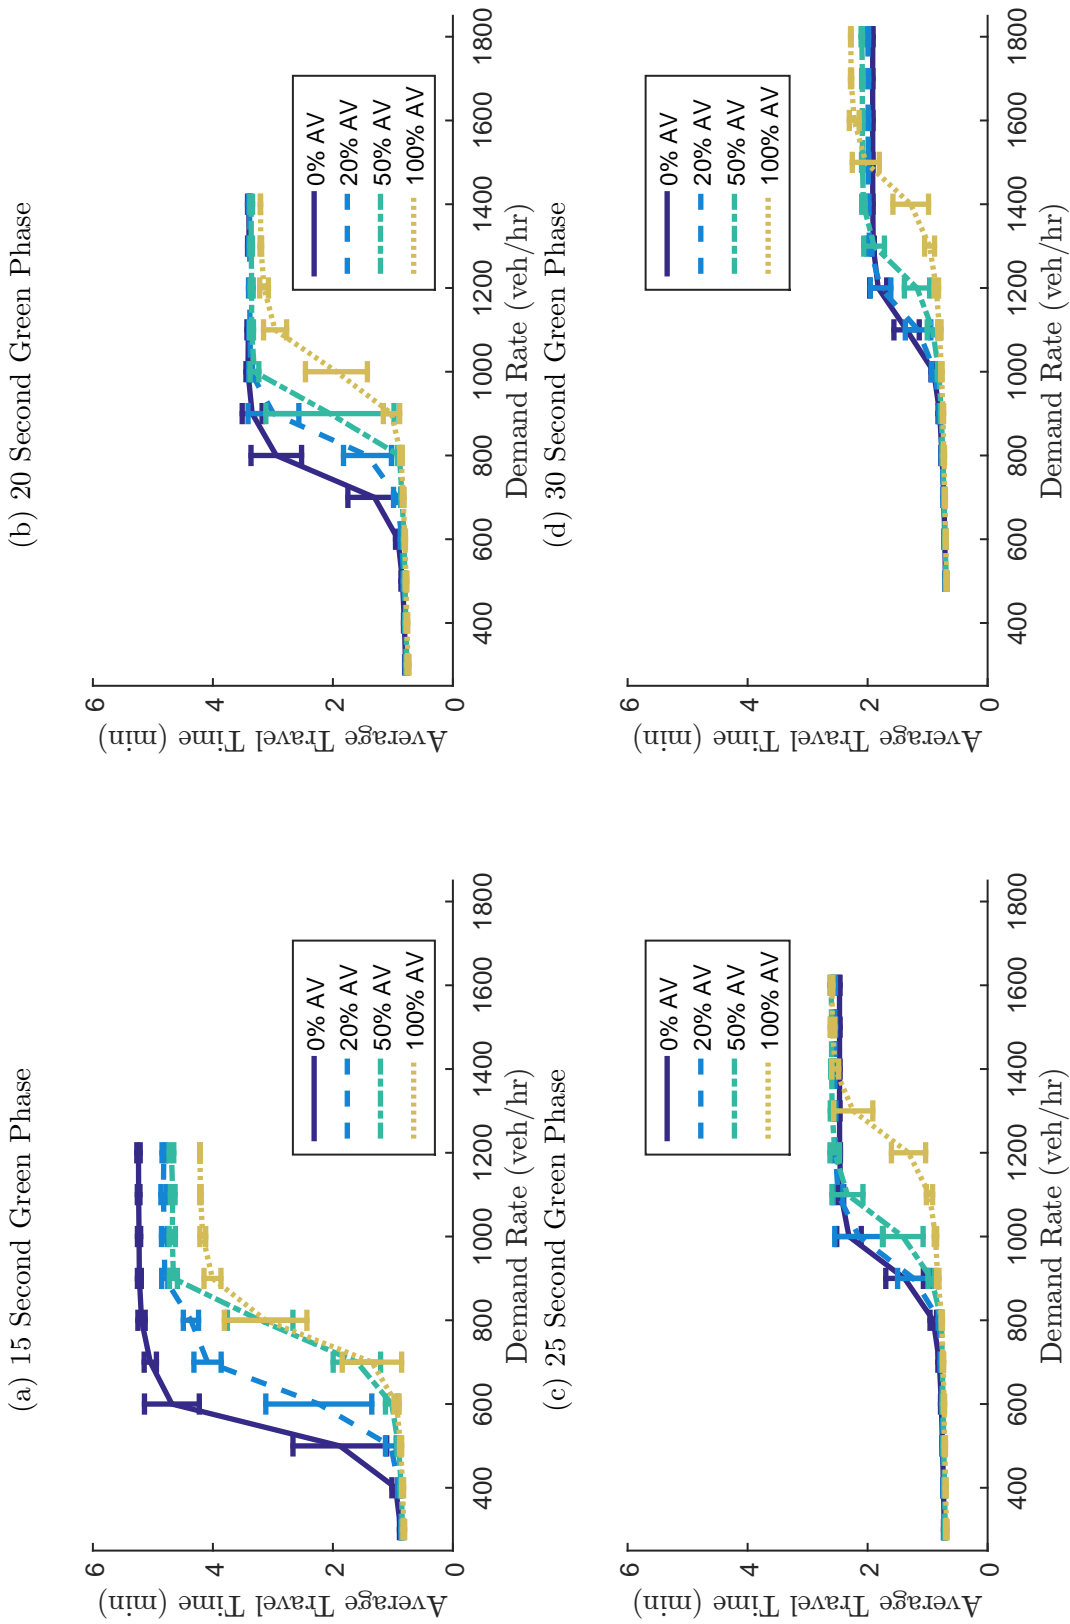 (a) 15 Second Green Phase
Average Travel Time (min)
6
4
2
0
400
600
800
1000
1200
1400
1600
1800
Demand Rate (veh/hr)
0% AV
20% AV
50% AV
100% AV
(b) 20 Second Green Phase
Average Travel Time (min)
6
4
2
0
400
600
800
1000
1200
1400
1600
1800
Demand Rate (veh/hr)
0% AV
20% AV
50% AV
100% AV
(c) 25 Second Green Phase
Average Travel Time (min)
6
4
2
0
400
600
800
1000
1200
1400
1600
1800
Demand Rate (veh/hr)
0% AV
20% AV
50% AV
100% AV
(d) 30 Second Green Phase
Average Travel Time (min)
6
4
2
0
400
600
800
1000
1200
1400
1600
1800
Demand Rate (veh/hr)
0% AV
20% AV
50% AV
100% AV